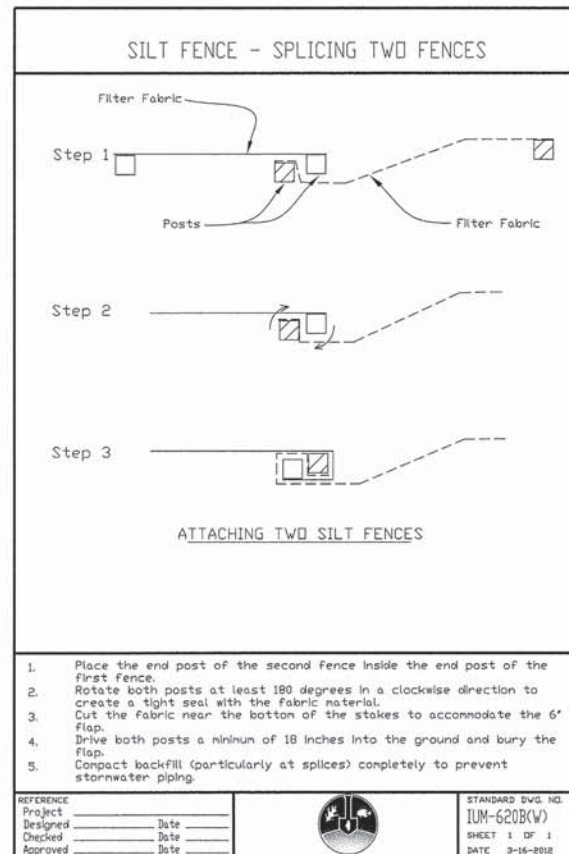 SILT FENCE - SPLICING TWO FENCES
Filter Fabric
Step 1
Posts
Filter Fabric
Step 2
Step 3
ATTACHING TWO SILT FENCES
1. Place the end post of the second fence inside the end post of the
first fence.
2. Rotate both posts at least 180 degrees in a clockwise direction to
create a tight seal with the fabric material.
3. Cut the fabric near the bottom of the stakes to accommodate the 6"
flap.
4. Drive both posts a minimum of 18 inches into the ground and bury the
flap.
5. Compact backfill (particularly at splices) completely to prevent
stormwater piping.
REFERENCE
Project
Designed Date
Checked Date
Approved Date
STANDARD DWG. NO.
IUM-620B(W)
SHEET 1 OF 1
DATE 3-16-2012